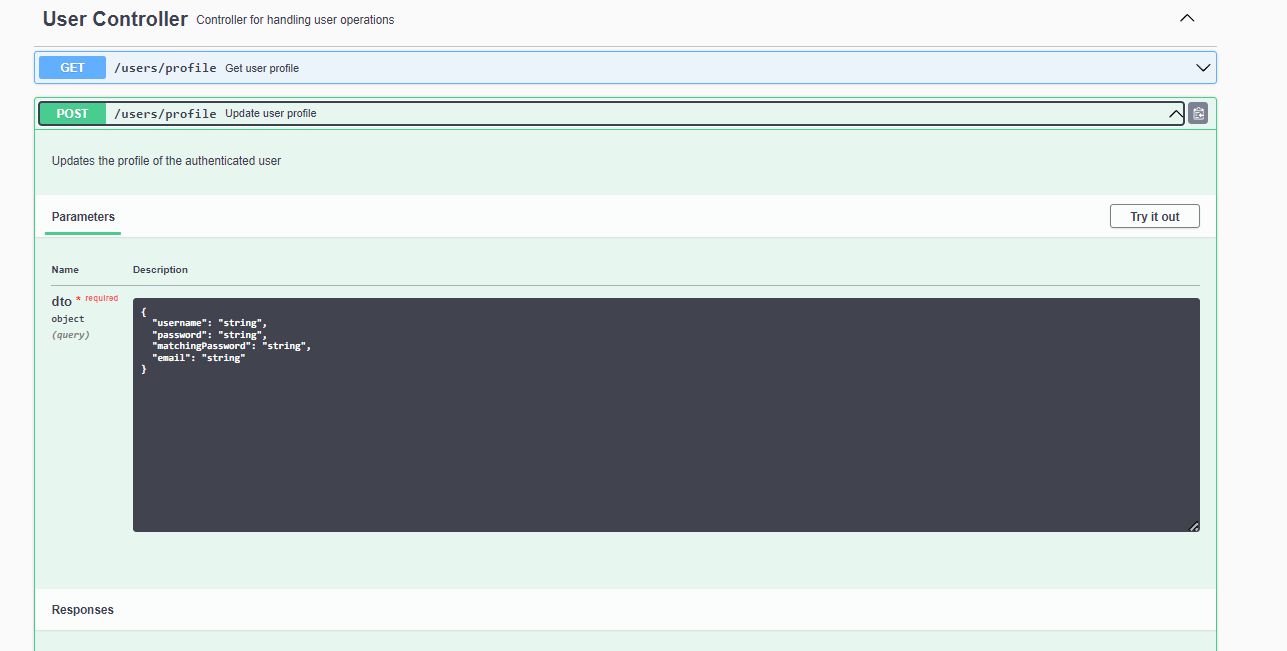 User Controller Controller for handling user operations
GET /users/profile Get user profile
POST /users/profile Update user profile
Updates the profile of the authenticated user
Parameters Try it out
Name Description
dto * required
object
(query)
{
"username": "string",
"password": "string",
"matchingPassword": "string",
"email": "string"
}
Responses